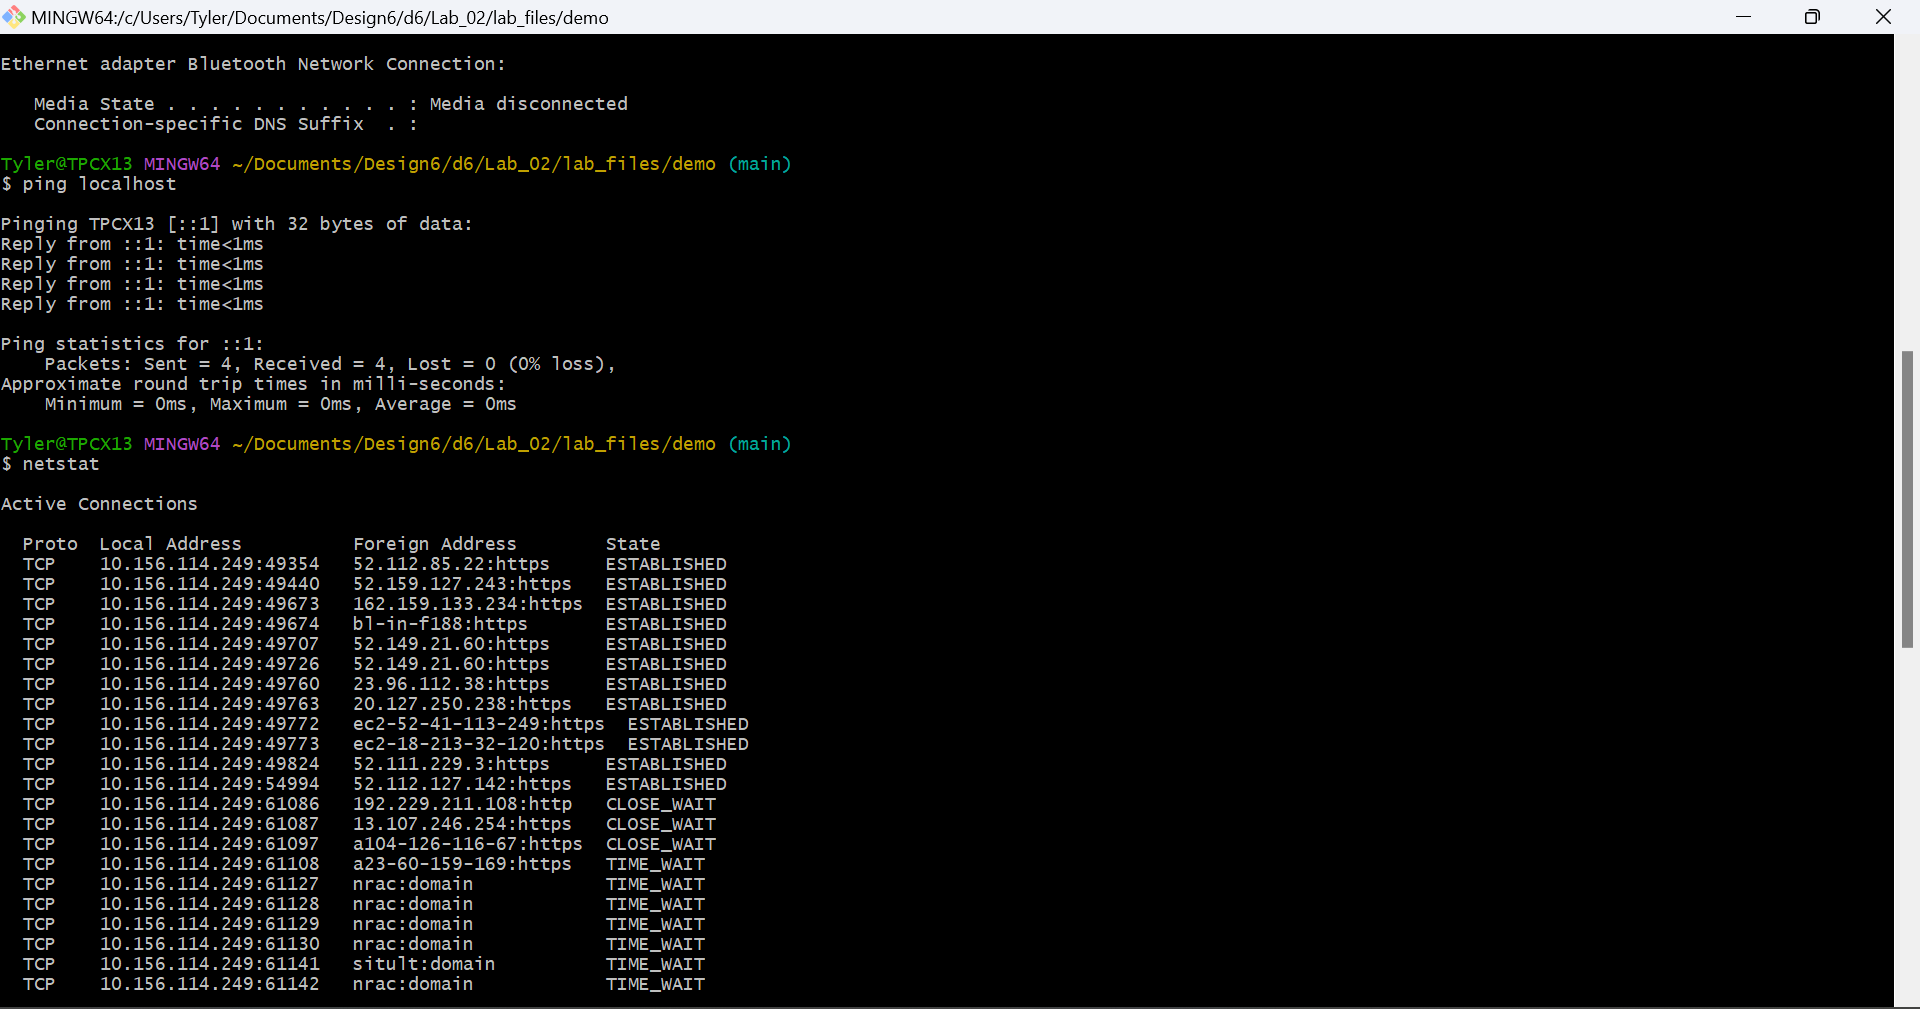 MINGW64:/c/Users/Tyler/Documents/Design6/d6/Lab_02/lab_files/demo
Ethernet adapter Bluetooth Network Connection:
   Media State . . . . . . . . . . . : Media disconnected
   Connection-specific DNS Suffix  . :
Tyler@TPCX13 MINGW64 ~/Documents/Design6/d6/Lab_02/lab_files/demo (main)
$ ping localhost
Pinging TPCX13 [::1] with 32 bytes of data:
Reply from ::1: time<1ms
Reply from ::1: time<1ms
Reply from ::1: time<1ms
Reply from ::1: time<1ms
Ping statistics for ::1:
    Packets: Sent = 4, Received = 4, Lost = 0 (0% loss),
Approximate round trip times in milli-seconds:
    Minimum = 0ms, Maximum = 0ms, Average = 0ms
Tyler@TPCX13 MINGW64 ~/Documents/Design6/d6/Lab_02/lab_files/demo (main)
$ netstat
Active Connections
  Proto  Local Address          Foreign Address        State
  TCP    10.156.114.249:49354   52.112.85.22:https     ESTABLISHED
  TCP    10.156.114.249:49440   52.159.127.243:https   ESTABLISHED
  TCP    10.156.114.249:49673   162.159.133.234:https  ESTABLISHED
  TCP    10.156.114.249:49674   bl-in-f188:https       ESTABLISHED
  TCP    10.156.114.249:49707   52.149.21.60:https     ESTABLISHED
  TCP    10.156.114.249:49726   52.149.21.60:https     ESTABLISHED
  TCP    10.156.114.249:49760   23.96.112.38:https     ESTABLISHED
  TCP    10.156.114.249:49763   20.127.250.238:https   ESTABLISHED
  TCP    10.156.114.249:49772   ec2-52-41-113-249:https  ESTABLISHED
  TCP    10.156.114.249:49773   ec2-18-213-32-120:https  ESTABLISHED
  TCP    10.156.114.249:49824   52.111.229.3:https     ESTABLISHED
  TCP    10.156.114.249:54994   52.112.127.142:https   ESTABLISHED
  TCP    10.156.114.249:61086   192.229.211.108:http   CLOSE_WAIT
  TCP    10.156.114.249:61087   13.107.246.254:https   CLOSE_WAIT
  TCP    10.156.114.249:61097   a104-126-116-67:https  CLOSE_WAIT
  TCP    10.156.114.249:61108   a23-60-159-169:https   TIME_WAIT
  TCP    10.156.114.249:61127   nrac:domain            TIME_WAIT
  TCP    10.156.114.249:61128   nrac:domain            TIME_WAIT
  TCP    10.156.114.249:61129   nrac:domain            TIME_WAIT
  TCP    10.156.114.249:61130   nrac:domain            TIME_WAIT
  TCP    10.156.114.249:61141   sitult:domain          TIME_WAIT
  TCP    10.156.114.249:61142   nrac:domain            TIME_WAIT